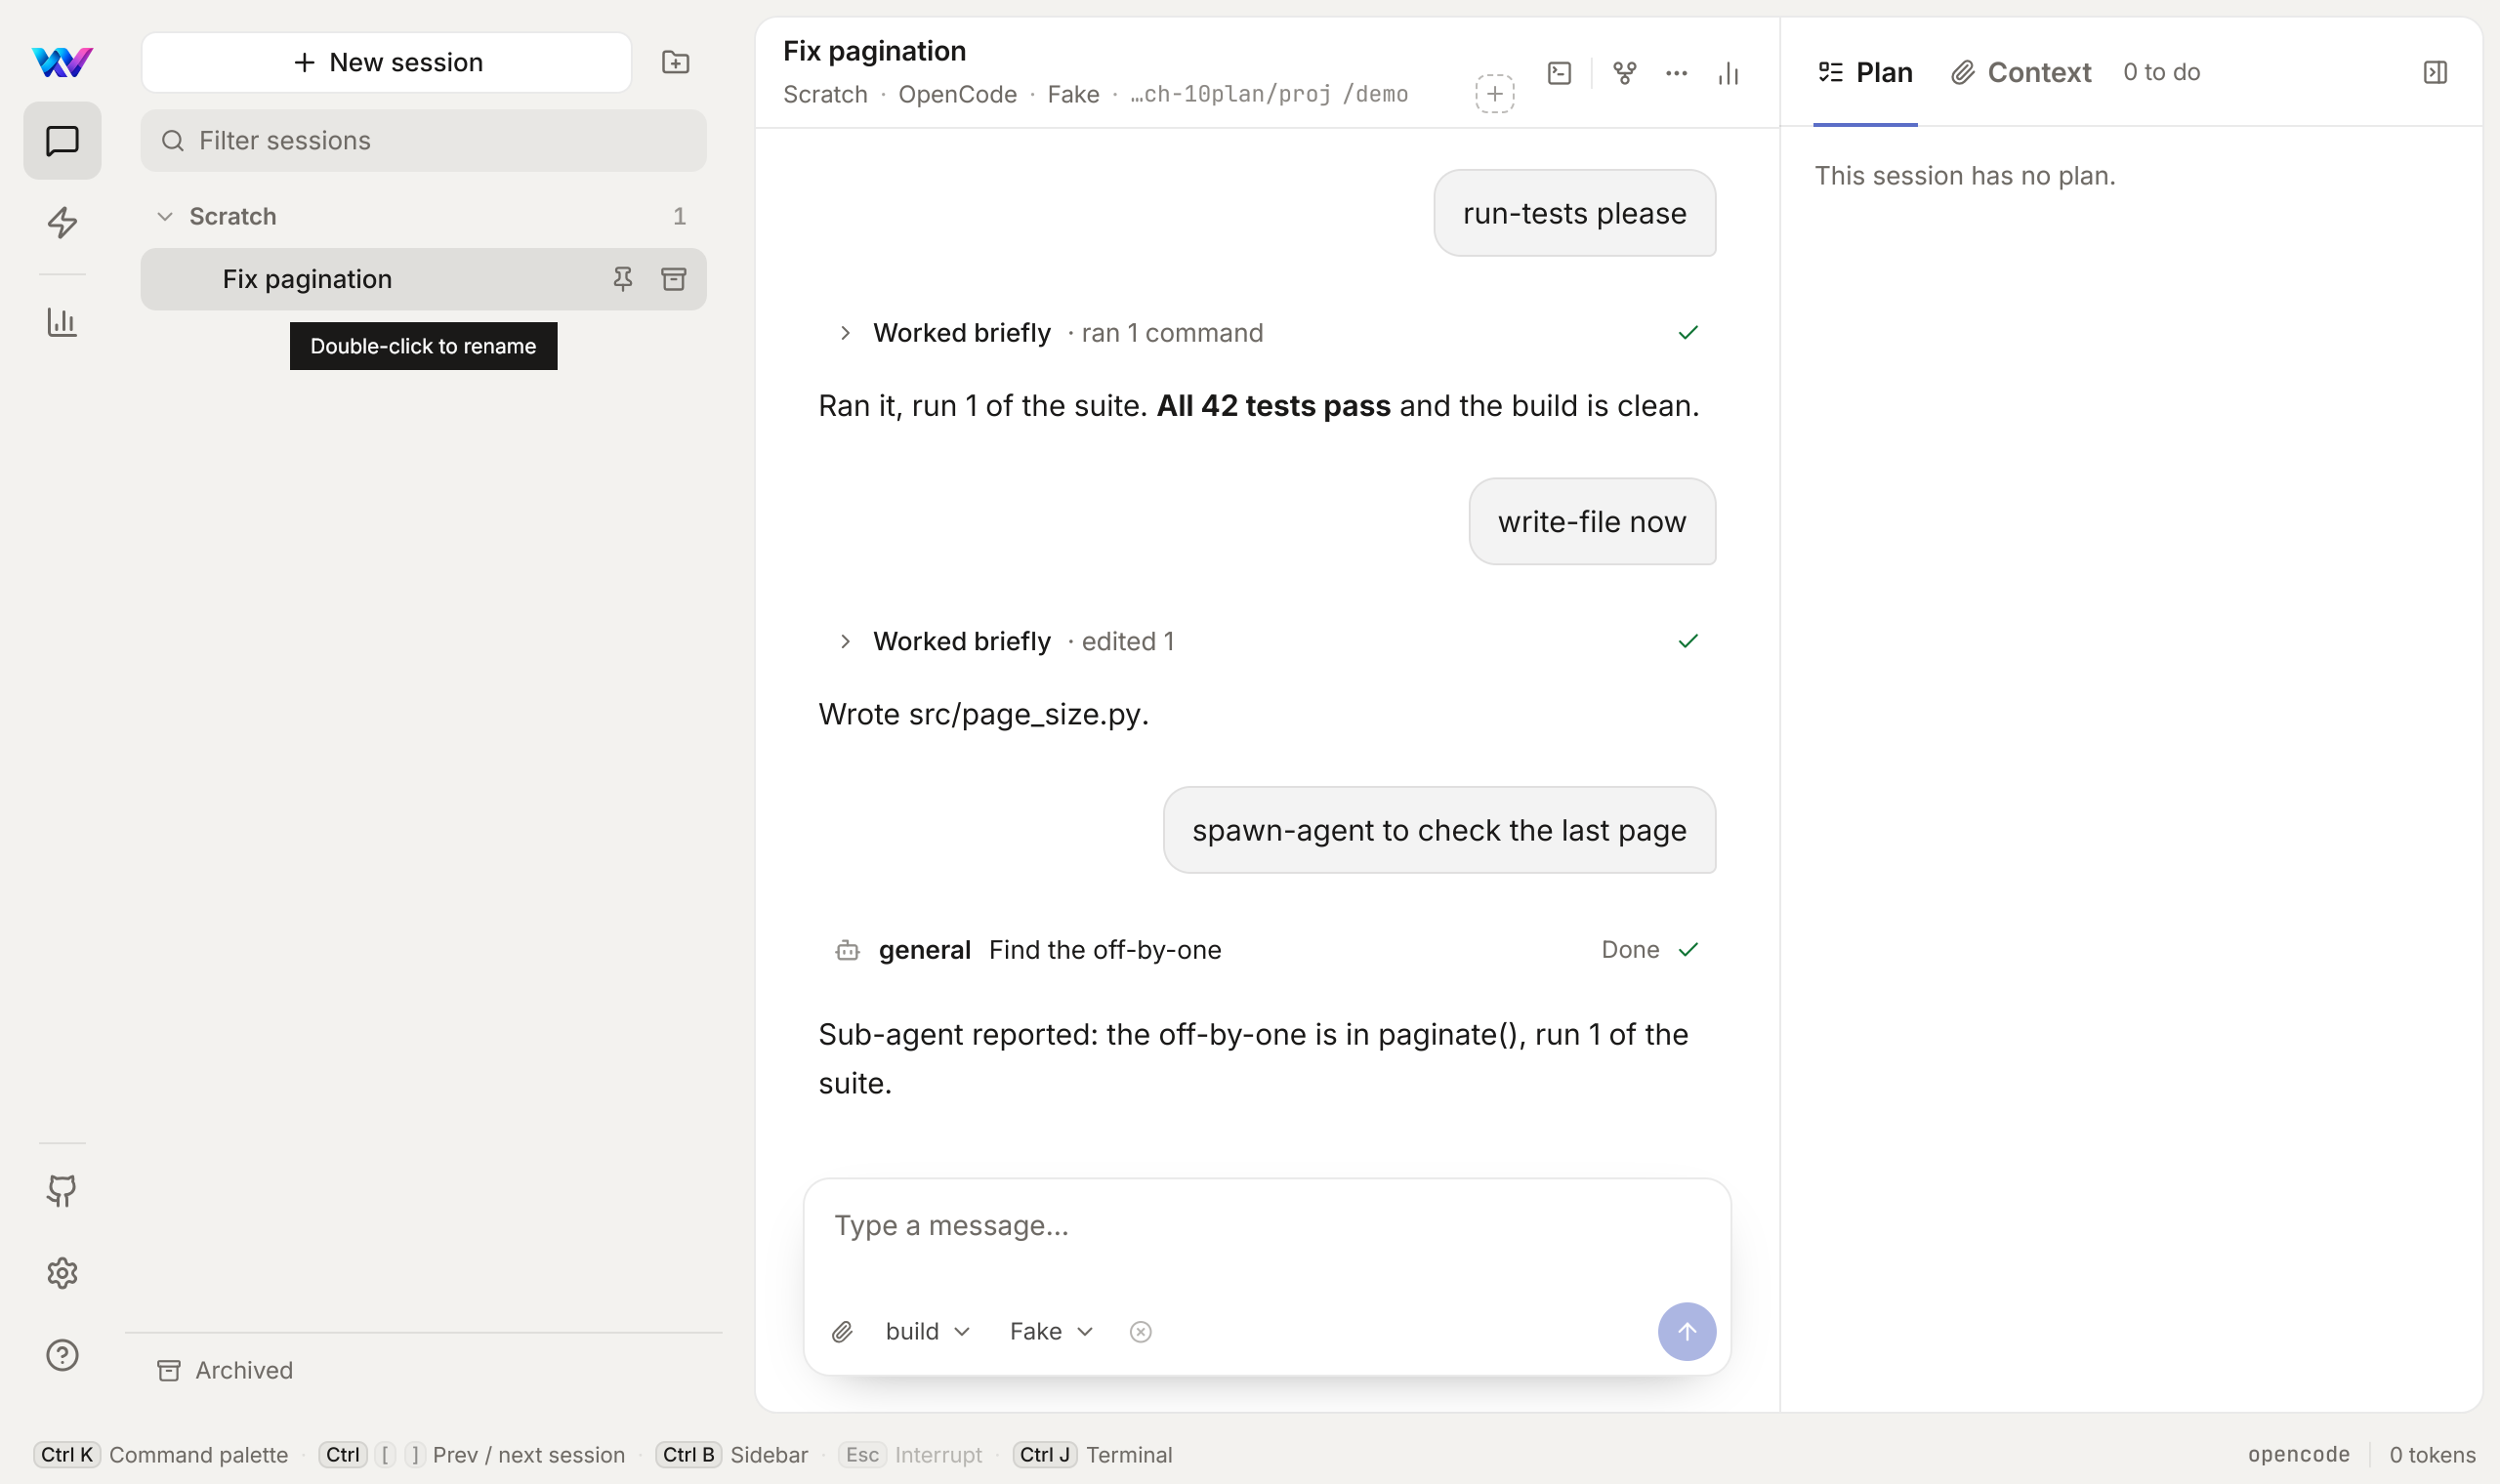 New session
Filter sessions
Scratch 1
Fix pagination
Double-click to rename
Archived
Fix pagination
Scratch · OpenCode · Fake · …ch-10plan/proj /demo
run-tests please
Worked briefly · ran 1 command
Ran it, run 1 of the suite. All 42 tests pass and the build is clean.
write-file now
Worked briefly · edited 1
Wrote src/page_size.py.
spawn-agent to check the last page
general Find the off-by-one Done
Sub-agent reported: the off-by-one is in paginate(), run 1 of the
suite.
Type a message...
build Fake
Plan Context 0 to do
This session has no plan.
Ctrl K Command palette · Ctrl [ ] Prev / next session · Ctrl B Sidebar · Esc Interrupt · Ctrl J Terminal
opencode 0 tokens